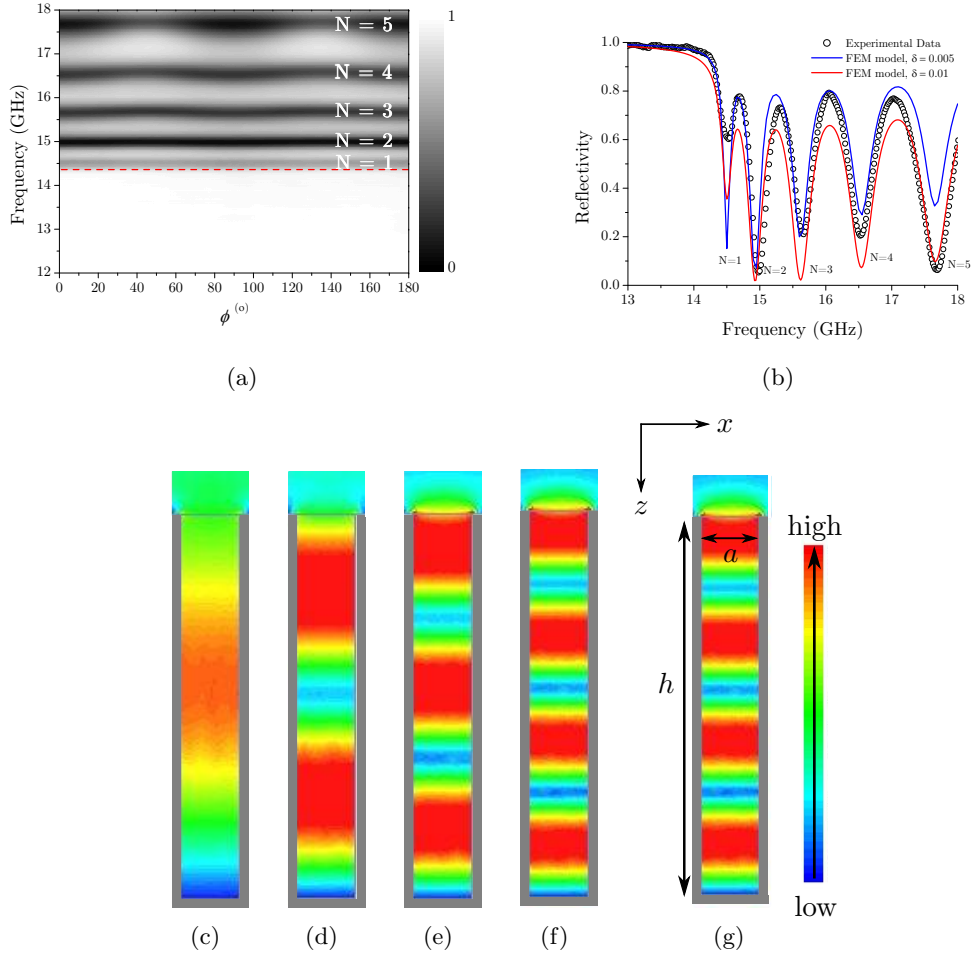 18
17
16
15
14
13
12
Frequency (GHz)
N = 5
N = 4
N = 3
N = 2
N = 1
0 20 40 60 80 100 120 140 160 180
ϕ (o)
1
0
(a)
1.0
0.8
0.6
0.4
0.2
0.0
Reflectivity
Experimental Data
FEM model, δ = 0.005
FEM model, δ = 0.01
N=1
N=2
N=3
N=4
N=5
13 14 15 16 17 18
Frequency (GHz)
(b)
x
z
high
a
h
low
(c) (d) (e) (f) (g)